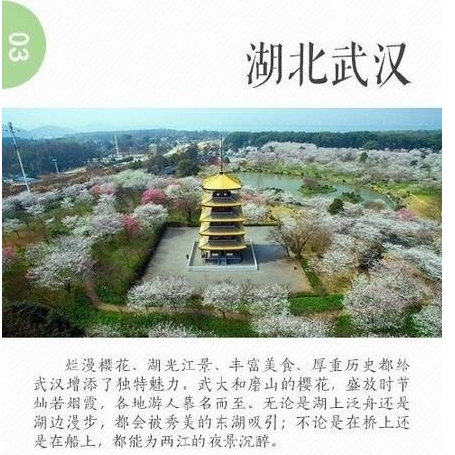 03
湖北武汉
烂漫樱花、湖光江景、丰富美食、厚重历史都给
武汉增添了独特魅力。武大和磨山的樱花，盛放时节
灿若烟霞，各地游人慕名而至。无论是湖上泛舟还是
湖边漫步，都会被秀美的东湖吸引；不论是在桥上还
是在船上，都能为两江的夜景沉醉。